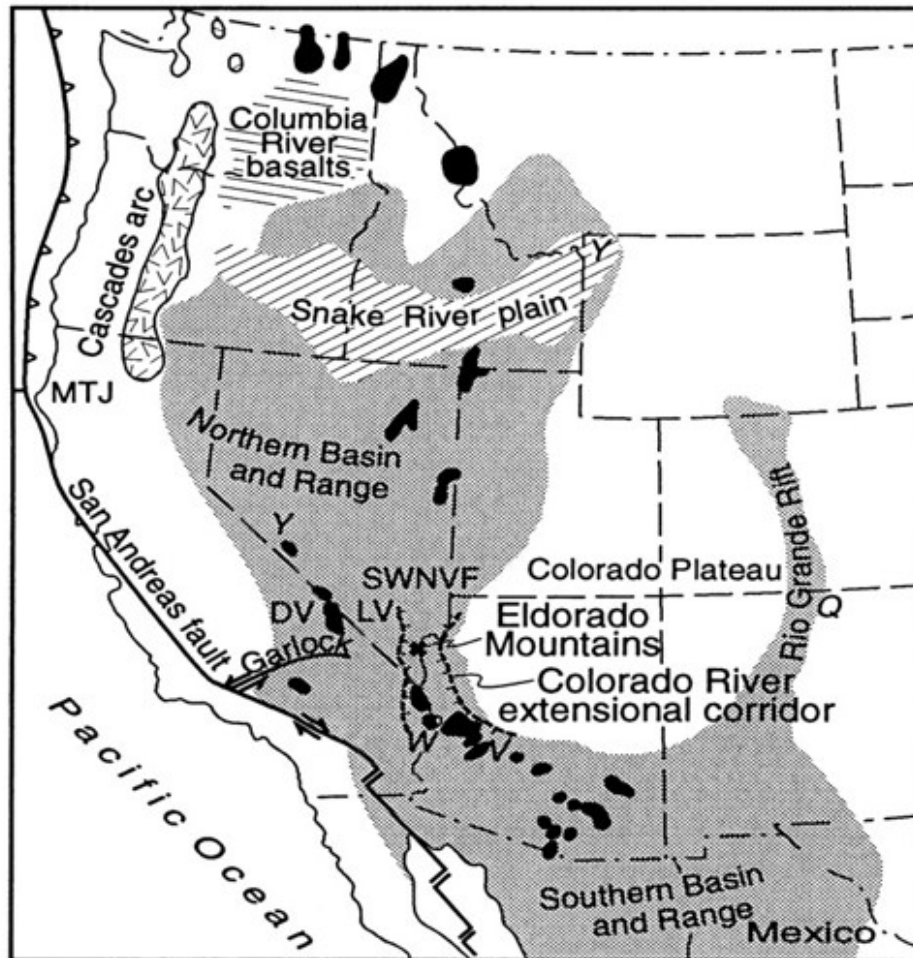 Columbia
River
basalts
Cascades arc
Y
Snake River plain
MTJ
Northern Basin
and Range
San Andreas fault
Rio Grande Rift
Y
SWNVF
Colorado Plateau
DV
LV
Q
Eldorado
Mountains
Garlock
Colorado River
extensional corridor
W
N
Pacific Ocean
Southern Basin
and Range
Mexico